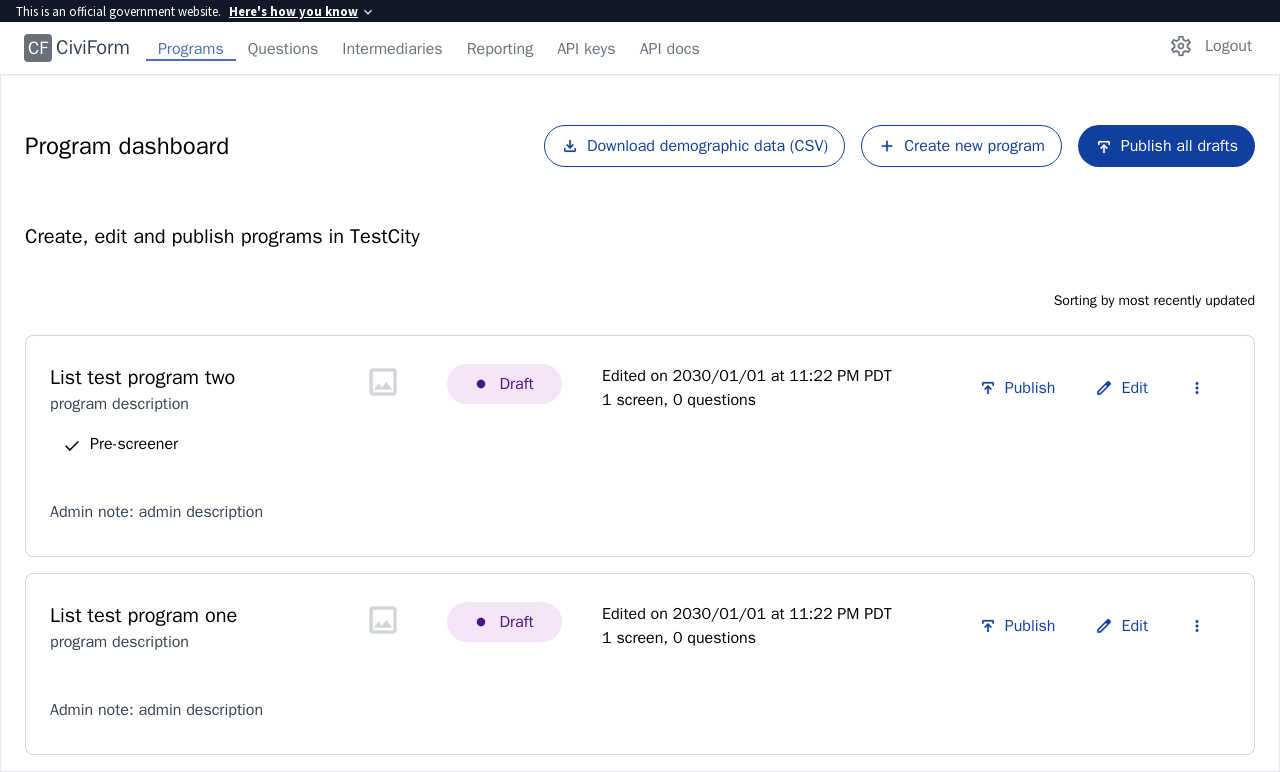 This is an official government website. Here's how you know
CF CiviForm Programs Questions Intermediaries Reporting API keys API docs Logout
Program dashboard Download demographic data (CSV) Create new program Publish all drafts
Create, edit and publish programs in TestCity
Sorting by most recently updated
List test program two
program description
Pre-screener
Admin note: admin description
Draft
Edited on 2030/01/01 at 11:22 PM PDT
1 screen, 0 questions
Publish Edit
List test program one
program description
Admin note: admin description
Draft
Edited on 2030/01/01 at 11:22 PM PDT
1 screen, 0 questions
Publish Edit